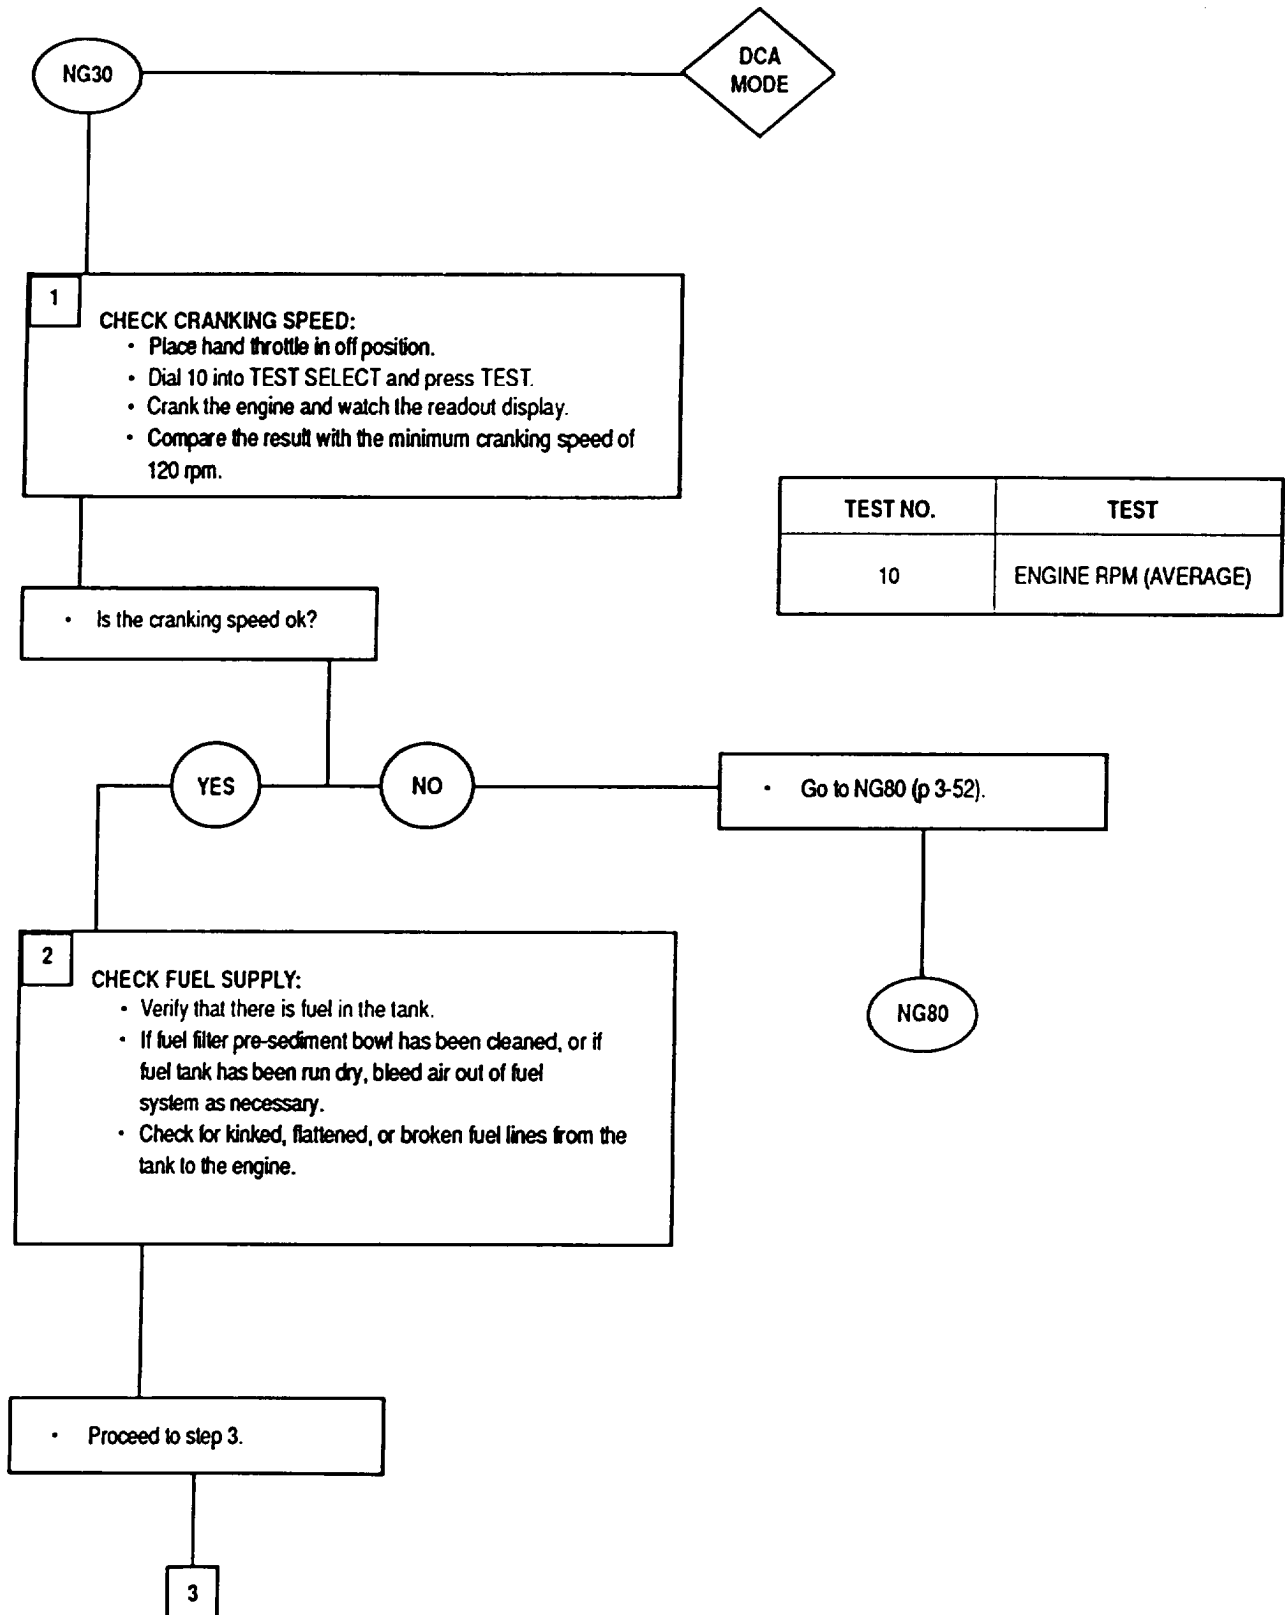 NG30
DCA
MODE
1
CHECK CRANKING SPEED:
• Place hand throttle in off position.
• Dial 10 into TEST SELECT and press TEST.
• Crank the engine and watch the readout display.
• Compare the result with the minimum cranking speed of
120 rpm.
TEST NO. TEST
10 ENGINE RPM (AVERAGE)
• Is the cranking speed ok?
YES
NO
• Go to NG80 (p 3-52).
2
CHECK FUEL SUPPLY:
• Verify that there is fuel in the tank.
• If fuel filter pre-sediment bowl has been cleaned, or if
fuel tank has been run dry, bleed air out of fuel
system as necessary.
• Check for kinked, flattened, or broken fuel lines from the
tank to the engine.
NG80
• Proceed to step 3.
3